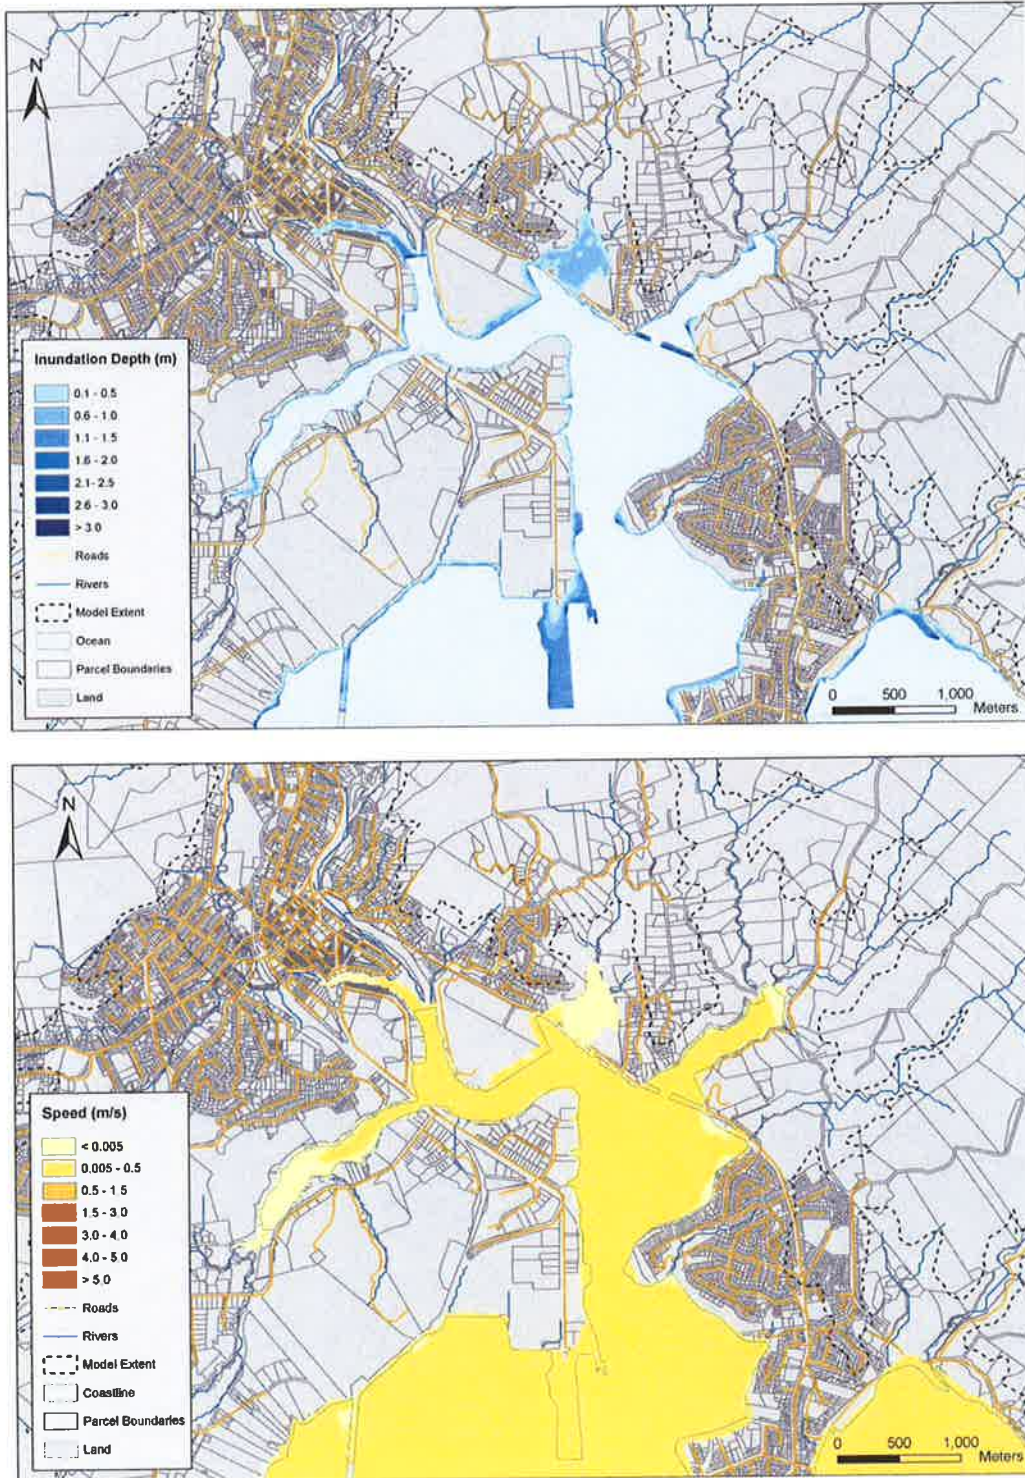 N
Inundation Depth (m)
0.1 - 0.5
0.6 - 1.0
1.1 - 1.5
1.6 - 2.0
2.1 - 2.5
2.6 - 3.0
> 3.0
Roads
Rivers
Model Extent
Ocean
Parcel Boundaries
Land
0 500 1,000
Meters
N
Speed (m/s)
< 0.005
0.005 - 0.5
0.5 - 1.5
1.5 - 3.0
3.0 - 4.0
4.0 - 5.0
> 5.0
Roads
Rivers
Model Extent
Coastline
Parcel Boundaries
Land
0 500 1,000
Meters